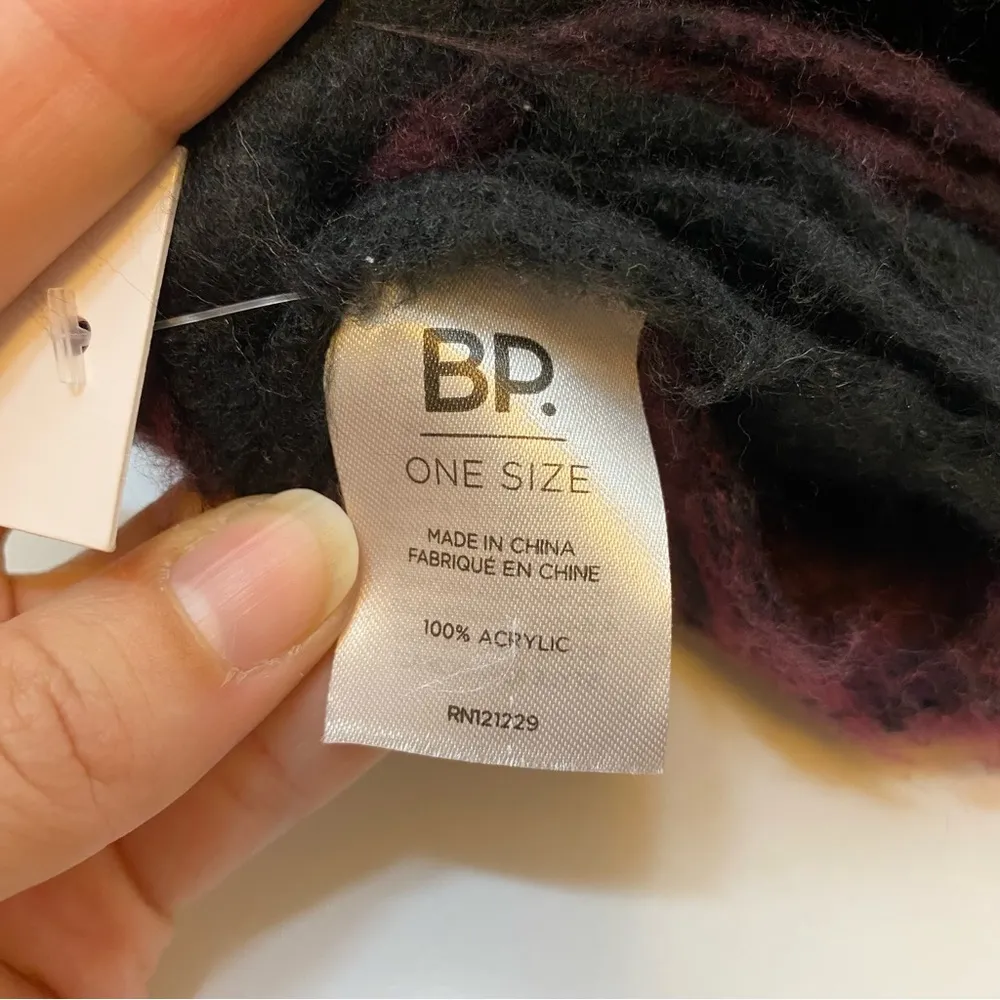 BP.
ONE SIZE
MADE IN CHINA
FABRIQUÉ EN CHINE
100% ACRYLIC
RN121229